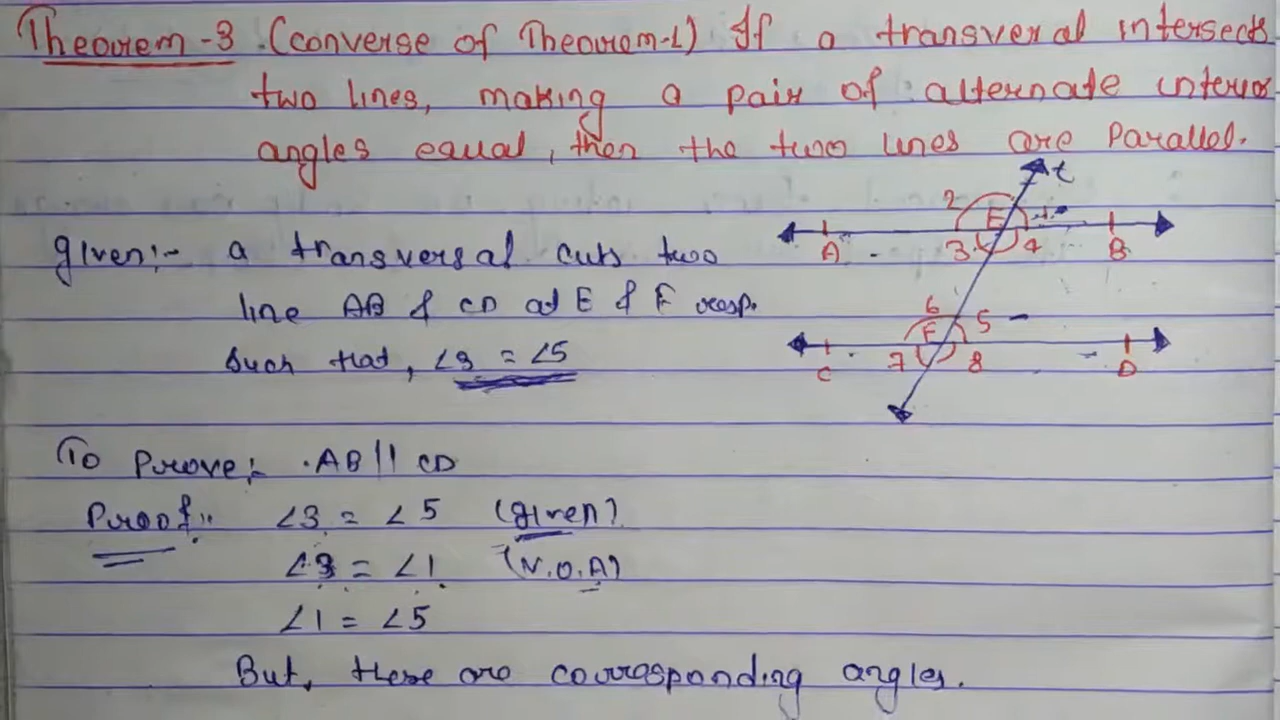 Theorem-3 (converse of Theorem-1) If a transveral intersects
two lines, making a pair of alternate interior
angles equal, then the two lines are Parallel.
t
2 E 1
A 3 4 B
given:- a transversal cuts two
line AB & CD at E & F resp.
Such that, ∠3 = ∠5
6 5
F
C 7 8 D
To Prove:- AB || CD
Proof:- ∠3 = ∠5 (given)
∠3 = ∠1 (V.O.A)
∠1 = ∠5
But, these are corresponding angles.